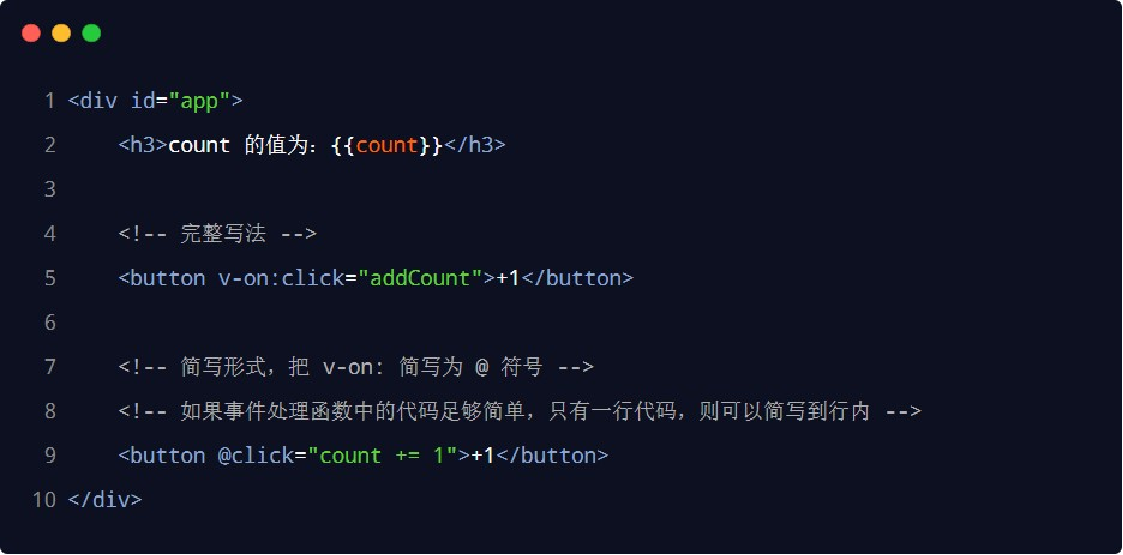 1 <div id="app">
2     <h3>count 的值为：{{count}}</h3>
3
4     <!-- 完整写法 -->
5     <button v-on:click="addCount">+1</button>
6
7     <!-- 简写形式，把 v-on: 简写为 @ 符号 -->
8     <!-- 如果事件处理函数中的代码足够简单，只有一行代码，则可以简写到行内 -->
9     <button @click="count += 1">+1</button>
10 </div>